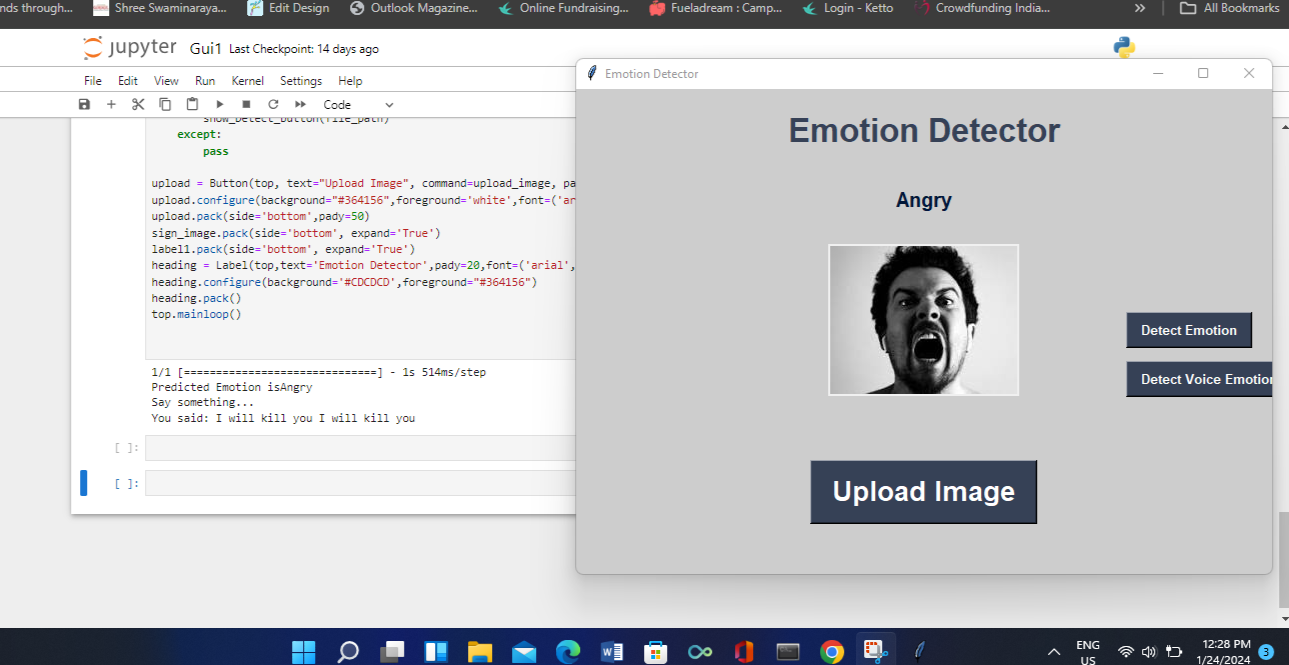 nds through...
Shree Swaminaraya...
Edit Design
Outlook Magazine...
Online Fundraising...
Fueladream : Camp...
Login - Ketto
Crowdfunding India...
»
All Bookmarks
jupyter Gui1 Last Checkpoint: 14 days ago
File Edit View Run Kernel Settings Help
Code
show_Detect_button(file_path)
except:
pass
upload = Button(top, text="Upload Image", command=upload_image, pa
upload.configure(background="#364156",foreground='white',font=('ar
upload.pack(side='bottom',pady=50)
sign_image.pack(side='bottom', expand='True')
label1.pack(side='bottom', expand='True')
heading = Label(top,text='Emotion Detector',pady=20,font=('arial',
heading.configure(background='#CDCDCD',foreground="#364156")
heading.pack()
top.mainloop()
1/1 [==============================] - 1s 514ms/step
Predicted Emotion isAngry
Say something...
You said: I will kill you I will kill you
[ ]:
[ ]:
Emotion Detector
Emotion Detector
Angry
Detect Emotion
Detect Voice Emotion
Upload Image
ENG
US
12:28 PM
1/24/2024
3